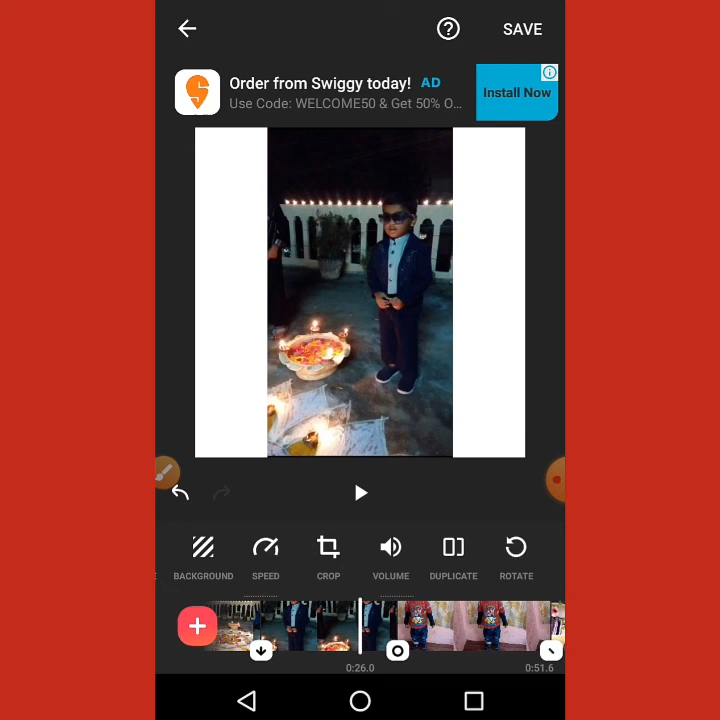 SAVE
Order from Swiggy today! AD
Use Code: WELCOME50 & Get 50% O...
Install Now
BACKGROUND SPEED CROP VOLUME DUPLICATE ROTATE
0:26.0 0:51.6